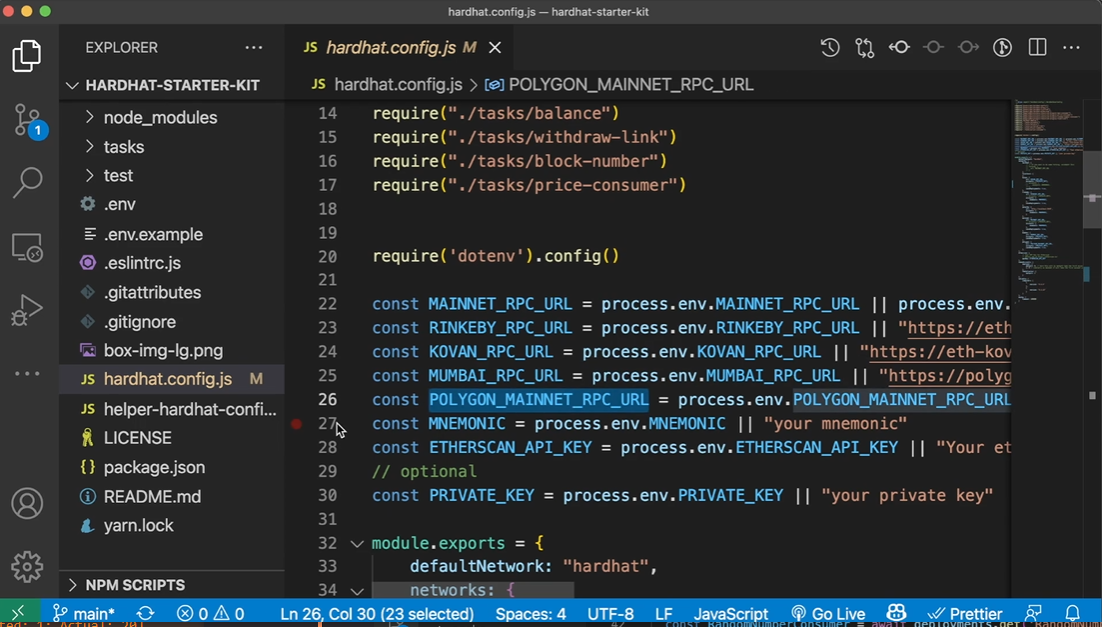 hardhat.config.js — hardhat-starter-kit
EXPLORER
HARDHAT-STARTER-KIT
node_modules
tasks
test
.env
.env.example
.eslintrc.js
.gitattributes
.gitignore
box-img-lg.png
JS hardhat.config.js M
JS helper-hardhat-confi...
LICENSE
{} package.json
README.md
yarn.lock
NPM SCRIPTS
1
JS hardhat.config.js M
JS hardhat.config.js > POLYGON_MAINNET_RPC_URL
14 require("./tasks/balance")
15 require("./tasks/withdraw-link")
16 require("./tasks/block-number")
17 require("./tasks/price-consumer")
18
19
20 require('dotenv').config()
21
22 const MAINNET_RPC_URL = process.env.MAINNET_RPC_URL || process.env.
23 const RINKEBY_RPC_URL = process.env.RINKEBY_RPC_URL || "https://eth
24 const KOVAN_RPC_URL = process.env.KOVAN_RPC_URL || "https://eth-kov
25 const MUMBAI_RPC_URL = process.env.MUMBAI_RPC_URL || "https://polyg
26 const POLYGON_MAINNET_RPC_URL = process.env.POLYGON_MAINNET_RPC_URL
27 const MNEMONIC = process.env.MNEMONIC || "your mnemonic"
28 const ETHERSCAN_API_KEY = process.env.ETHERSCAN_API_KEY || "Your et
29 // optional
30 const PRIVATE_KEY = process.env.PRIVATE_KEY || "your private key"
31
32 module.exports = {
33 defaultNetwork: "hardhat",
34 networks: {
main* 0 0 Ln 26, Col 30 (23 selected) Spaces: 4 UTF-8 LF JavaScript Go Live Prettier